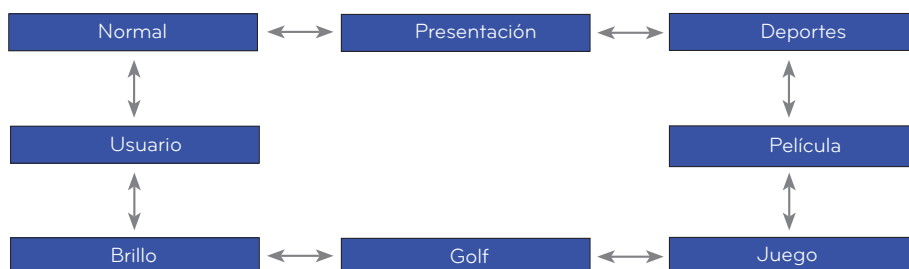 Normal
Presentación
Deportes
Usuario
Película
Brillo
Golf
Juego